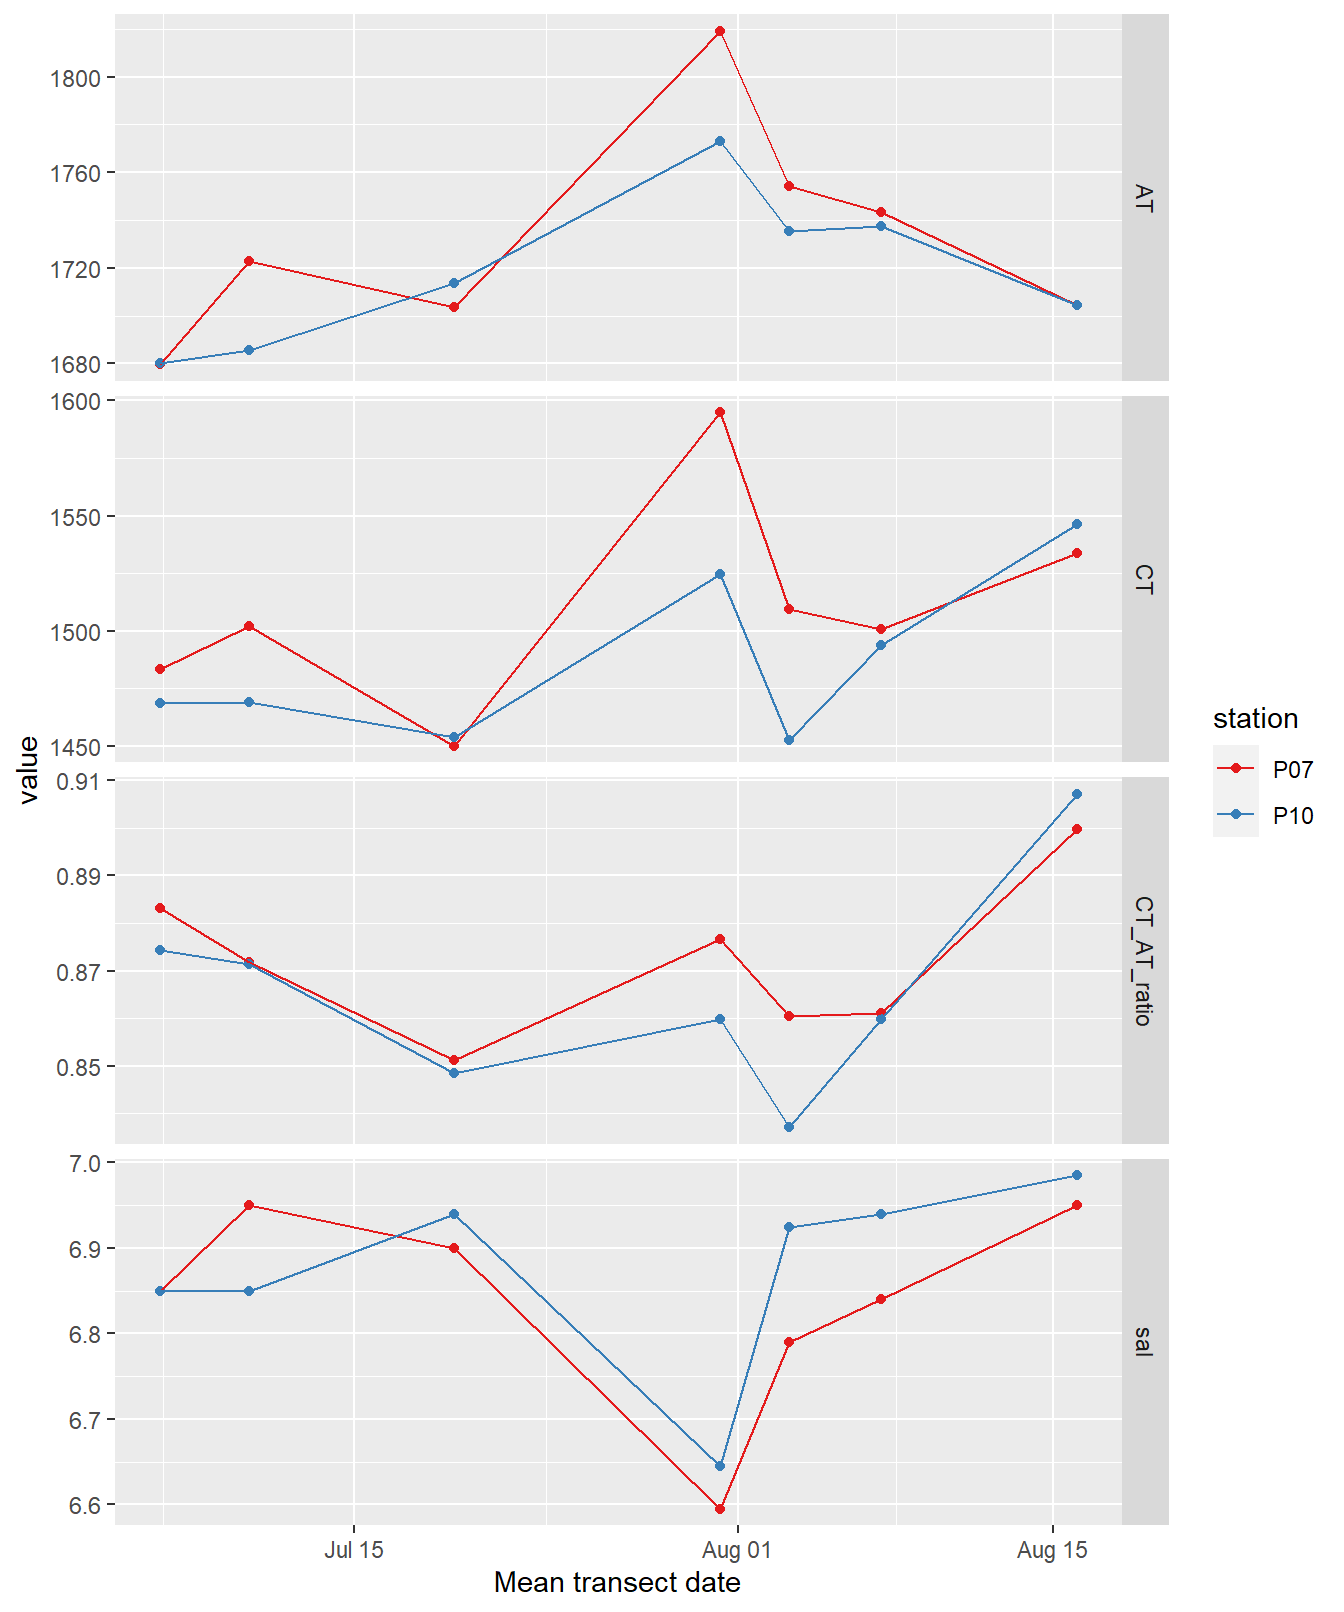 1800
1760
1720
1680
AT
1600
1550
1500
1450
CT
value
0.91
0.89
0.87
0.85
CT_AT_ratio
7.0
6.9
6.8
6.7
6.6
sal
Jul 15
Aug 01
Aug 15
Mean transect date
station
P07
P10